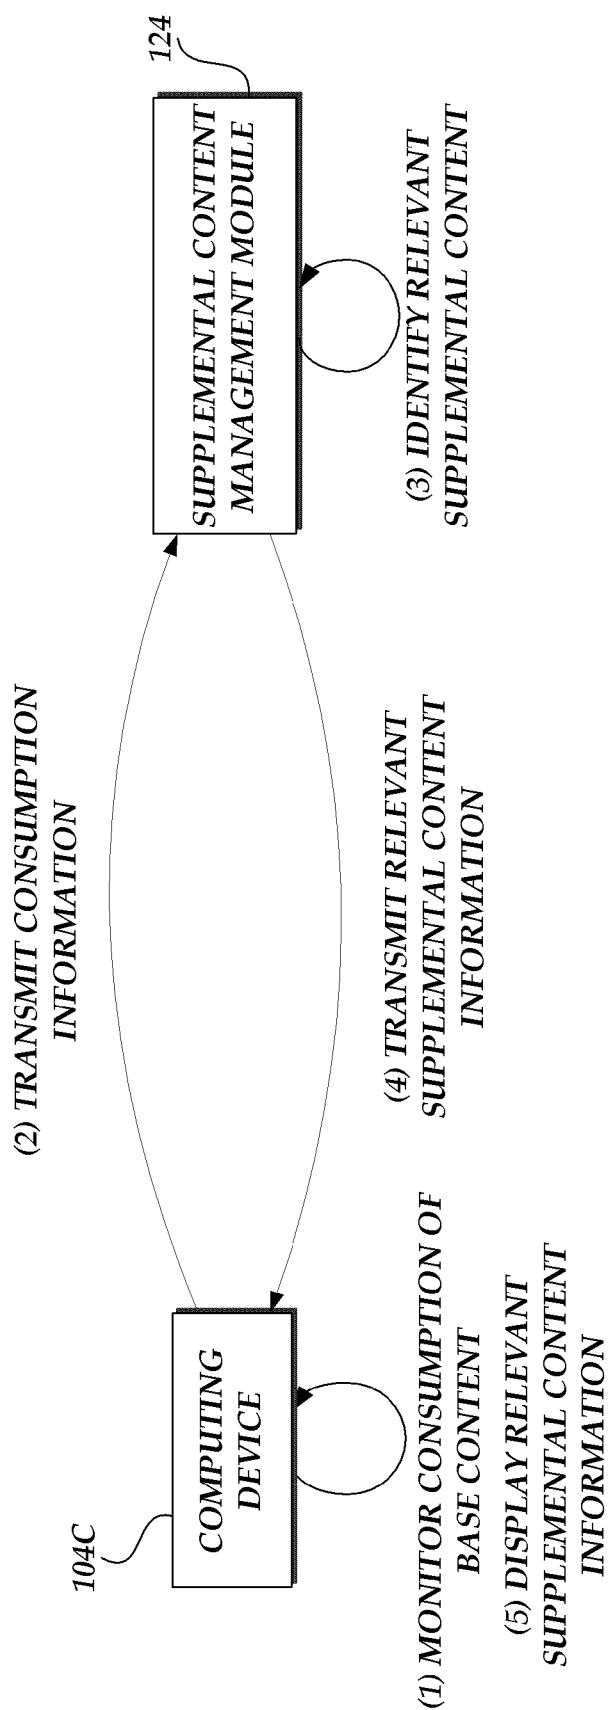 (2) TRANSMIT CONSUMPTION
INFORMATION
104C
124
COMPUTING
DEVICE
SUPPLEMENTAL CONTENT
MANAGEMENT MODULE
(1) MONITOR CONSUMPTION OF
BASE CONTENT
(5) DISPLAY RELEVANT
SUPPLEMENTAL CONTENT
INFORMATION
(4) TRANSMIT RELEVANT
SUPPLEMENTAL CONTENT
INFORMATION
(3) IDENTIFY RELEVANT
SUPPLEMENTAL CONTENT